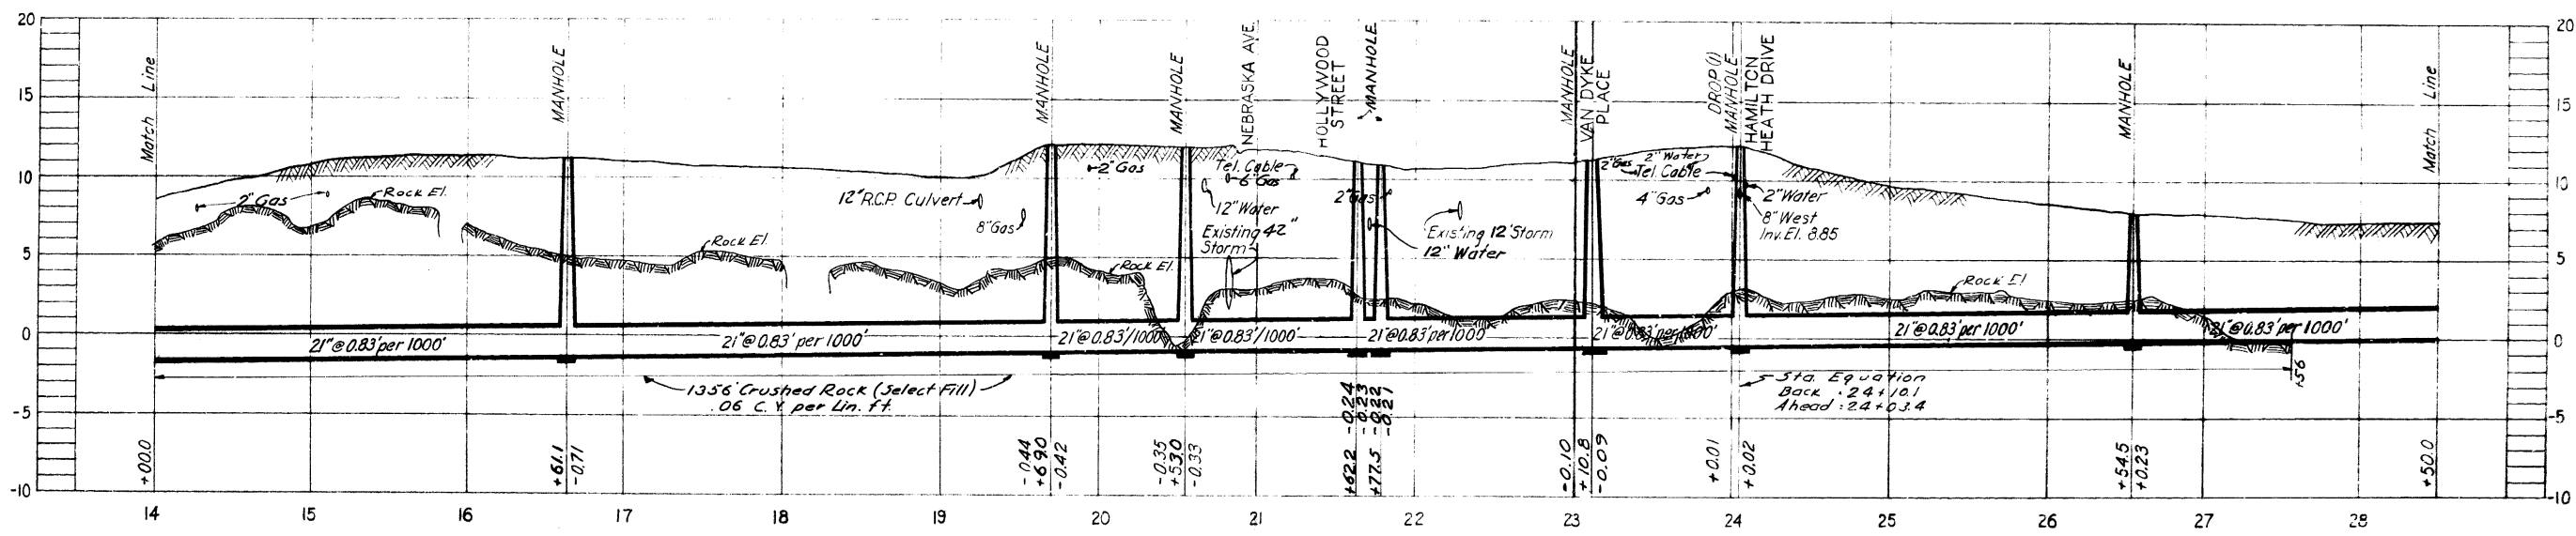 20
15
10
5
0
-5
-10
20
15
10
5
0
-5
-10
Match Line
MANHOLE
MANHOLE
MANHOLE
NEBRASKA AVE.
HOLLYWOOD
STREET
MANHOLE
MANHOLE
VAN DYKE
PLACE
DROP (1)
MANHOLE
HAMILTON
HEATH DRIVE
MANHOLE
Match Line
2" Gas
Rock El.
Rock El.
12" R.C.P. Culvert
8" Gas
2" Gas
Rock El.
Tel. Cable
6" Gas
12" Water
Existing 42"
Storm
2" Gas
Existing 12" Storm
12" Water
2" Gas
2" Water
Tel. Cable
4" Gas
2" Water
8" West
Inv. El. 8.85
Rock El
21" @ 0.83' per 1000'
21" @ 0.83' per 1000'
21" @ 0.83'/1000'
21" @ 0.83'/1000'
21" @ 0.83' per 1000'
21" @ 0.83' per 1000'
21" @ 0.83' per 1000'
21" @ 0.83' per 1000'
1356' Crushed Rock (Select Fill)
.06 C.Y. per Lin. ft.
Sta. Equation
Back : 24+10.1
Ahead : 24+03.4
+56
+00.0
+61.1
-0.71
-0.44
+69.0
-0.42
-0.35
+53.0
-0.33
-0.24
-0.23
-0.22
-0.21
+62.2
+77.5
-0.10
+10.8
-0.09
+0.01
+0.02
+54.5
+0.23
+50.0
14
15
16
17
18
19
20
21
22
23
24
25
26
27
28